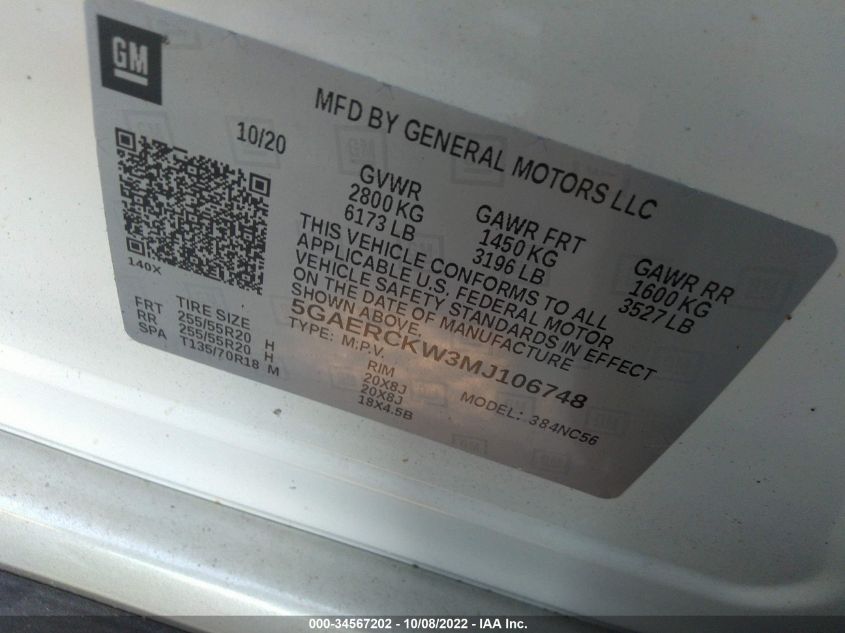 GM
MFD BY GENERAL MOTORS LLC
10/20
GVWR
2800 KG
6173 LB
GAWR FRT
1450 KG
3196 LB
GAWR RR
1600 KG
3527 LB
140X
THIS VEHICLE CONFORMS TO ALL
APPLICABLE U.S. FEDERAL MOTOR
VEHICLE SAFETY STANDARDS IN EFFECT
ON THE DATE OF MANUFACTURE
SHOWN ABOVE.
5GAERCKW3MJ106748
TYPE: M.P.V.
MODEL: 384NC56
TIRE SIZE
RIM
FRT 255/55R20 H 20X8J
RR 255/55R20 H 20X8J
SPA T135/70R18 M 18X4.5B
000-34567202 - 10/08/2022 - IAA Inc.